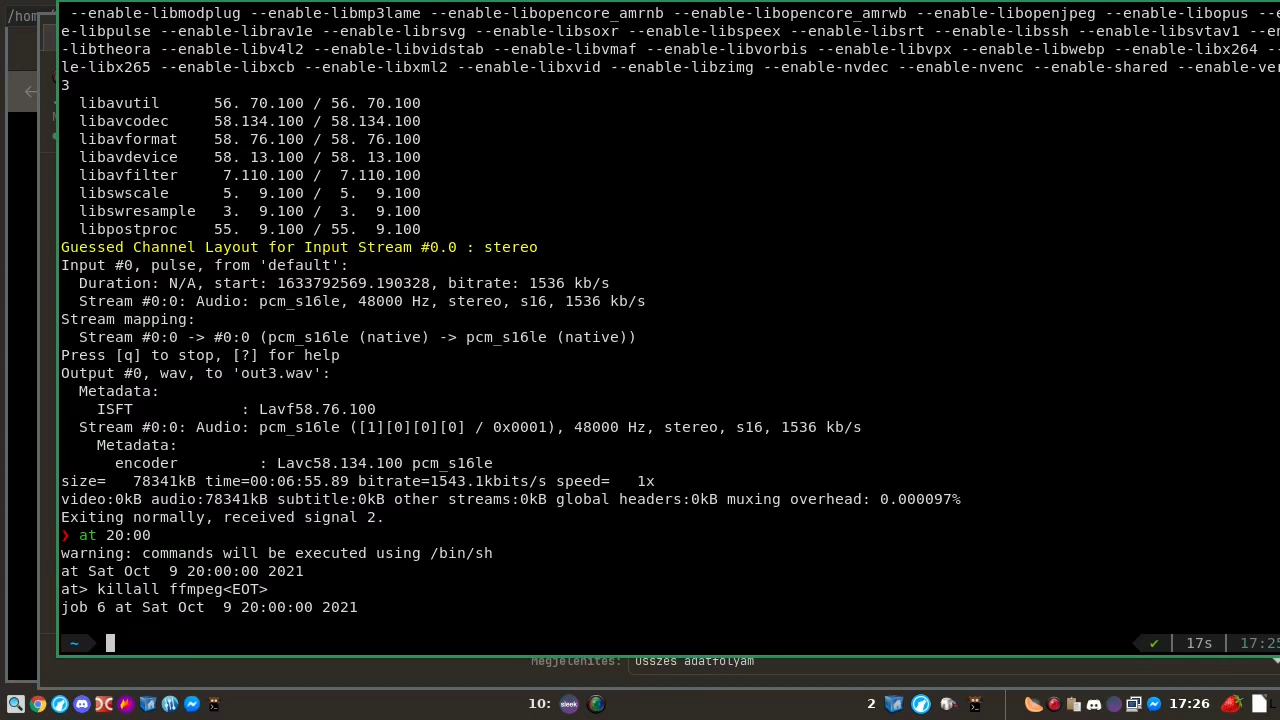 /hom
--enable-libmodplug --enable-libmp3lame --enable-libopencore_amrnb --enable-libopencore_amrwb --enable-libopenjpeg --enable-libopus --
e-libpulse --enable-librav1e --enable-librsvg --enable-libsoxr --enable-libspeex --enable-libsrt --enable-libssh --enable-libsvtav1 --en
-libtheora --enable-libv4l2 --enable-libvidstab --enable-libvmaf --enable-libvorbis --enable-libvpx --enable-libwebp --enable-libx264 --
le-libx265 --enable-libxcb --enable-libxml2 --enable-libxvid --enable-libzimg --enable-nvdec --enable-nvenc --enable-shared --enable-ver
3
libavutil 56. 70.100 / 56. 70.100
libavcodec 58.134.100 / 58.134.100
libavformat 58. 76.100 / 58. 76.100
libavdevice 58. 13.100 / 58. 13.100
libavfilter 7.110.100 / 7.110.100
libswscale 5. 9.100 / 5. 9.100
libswresample 3. 9.100 / 3. 9.100
libpostproc 55. 9.100 / 55. 9.100
Guessed Channel Layout for Input Stream #0.0 : stereo
Input #0, pulse, from 'default':
Duration: N/A, start: 1633792569.190328, bitrate: 1536 kb/s
Stream #0:0: Audio: pcm_s16le, 48000 Hz, stereo, s16, 1536 kb/s
Stream mapping:
Stream #0:0 -> #0:0 (pcm_s16le (native) -> pcm_s16le (native))
Press [q] to stop, [?] for help
Output #0, wav, to 'out3.wav':
Metadata:
ISFT : Lavf58.76.100
Stream #0:0: Audio: pcm_s16le ([1][0][0][0] / 0x0001), 48000 Hz, stereo, s16, 1536 kb/s
Metadata:
encoder : Lavc58.134.100 pcm_s16le
size= 78341kB time=00:06:55.89 bitrate=1543.1kbits/s speed= 1x
video:0kB audio:78341kB subtitle:0kB other streams:0kB global headers:0kB muxing overhead: 0.000097%
Exiting normally, received signal 2.
❯ at 20:00
warning: commands will be executed using /bin/sh
at Sat Oct 9 20:00:00 2021
at> killall ffmpeg<EOT>
job 6 at Sat Oct 9 20:00:00 2021
~ ✔ | 17s | 17:25
Megjelenítés: Összes adatfolyam
10: sleek 2 17:26